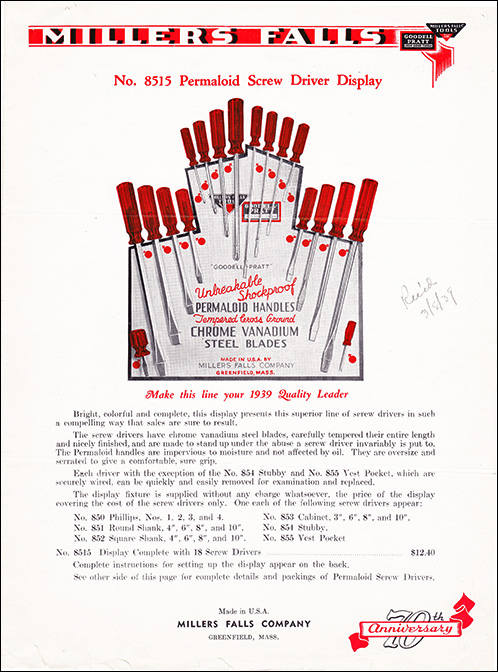 MILLERS FALLS
MILLERS FALLS
TOOLS
GOODELL
PRATT
No. 8515 Permaloid Screw Driver Display
GOODELL
PRATT
"GOODELL-PRATT"
Unbreakable
Shockproof
PERMALOID HANDLES
Tempered Cross Ground
CHROME VANADIUM
STEEL BLADES
MADE IN U.S.A. BY
MILLERS FALLS COMPANY
GREENFIELD, MASS.
Rec'd
3/8/39
Make this line your 1939 Quality Leader
Bright, colorful and complete, this display presents this superior line of screw drivers in such
a compelling way that sales are sure to result.
The screw drivers have chrome vanadium steel blades, carefully tempered their entire length
and nicely finished, and are made to stand up under the abuse a screw driver invariably is put to.
The Permaloid handles are impervious to moisture and not affected by oil. They are oversize and
serrated to give a comfortable, sure grip.
Each driver with the exception of the No. 854 Stubby and No. 855 Vest Pocket, which are
securely wired, can be quickly and easily removed for examination and replaced.
The display fixture is supplied without any charge whatsoever, the price of the display
covering the cost of the screw drivers only. One each of the following screw drivers appear:
No. 850 Phillips, Nos. 1, 2, 3, and 4.
No. 851 Round Shank, 4", 6", 8", and 10".
No. 852 Square Shank, 4", 6", 8", and 10".
No. 853 Cabinet, 3", 6", 8", and 10".
No. 854 Stubby.
No. 855 Vest Pocket
No. 8515 Display Complete with 18 Screw Drivers $12.40
Complete instructions for setting up the display appear on the back.
See other side of this page for complete details and packings of Permaloid Screw Drivers.
Made in U.S.A.
MILLERS FALLS COMPANY
GREENFIELD, MASS.
70th
Anniversary